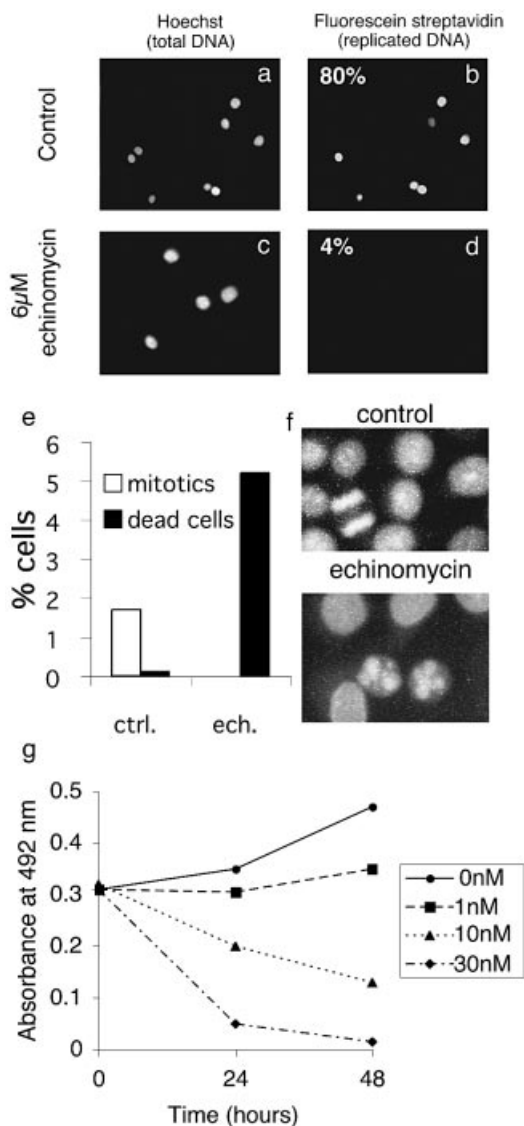 Hoechst
(total DNA)
Fluorescein streptavidin
(replicated DNA)
Control
a
80%
b
6µM
echinomycin
c
4%
d
e
% cells
6
5
4
3
2
1
0
mitotics
dead cells
ctrl.
ech.
f
control
echinomycin
g
Absorbance at 492 nm
0.5
0.4
0.3
0.2
0.1
0
0nM
1nM
10nM
30nM
0
24
48
Time (hours)